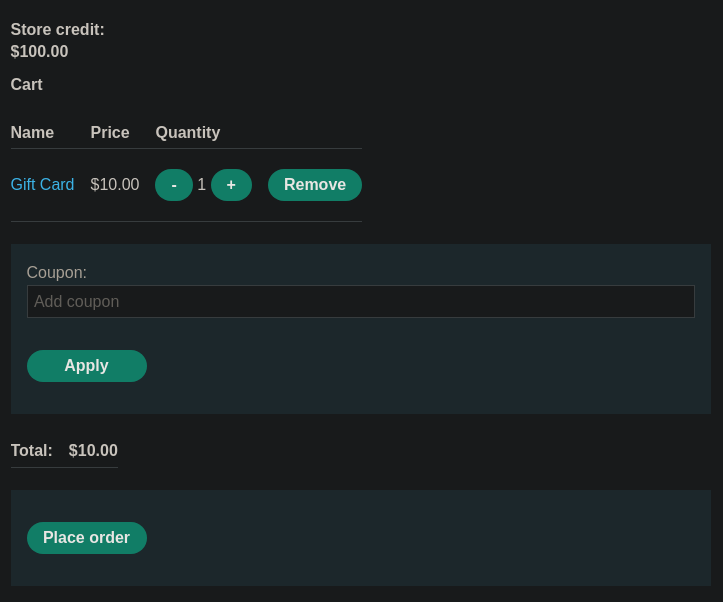 Store credit:
$100.00
Cart
Name Price Quantity
Gift Card $10.00 - 1 + Remove
Coupon:
Add coupon
Apply
Total: $10.00
Place order